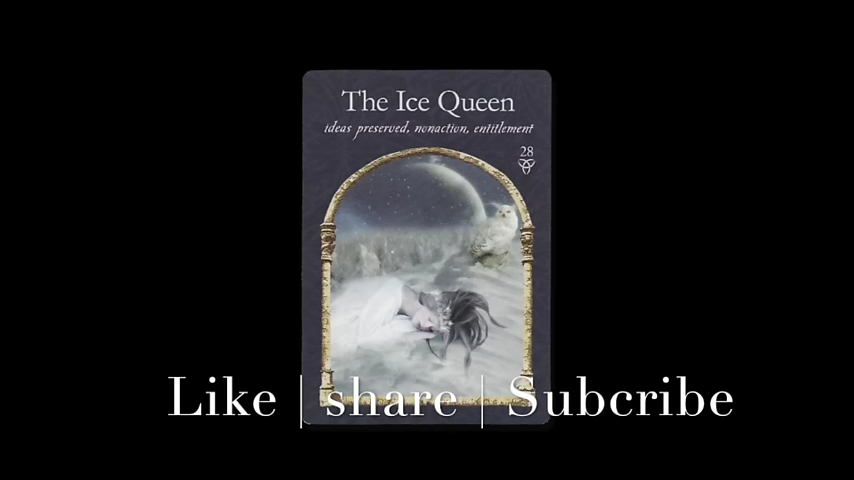 The Ice Queen
ideas preserved, nonaction, entitlement
28
Like | share | Subcribe